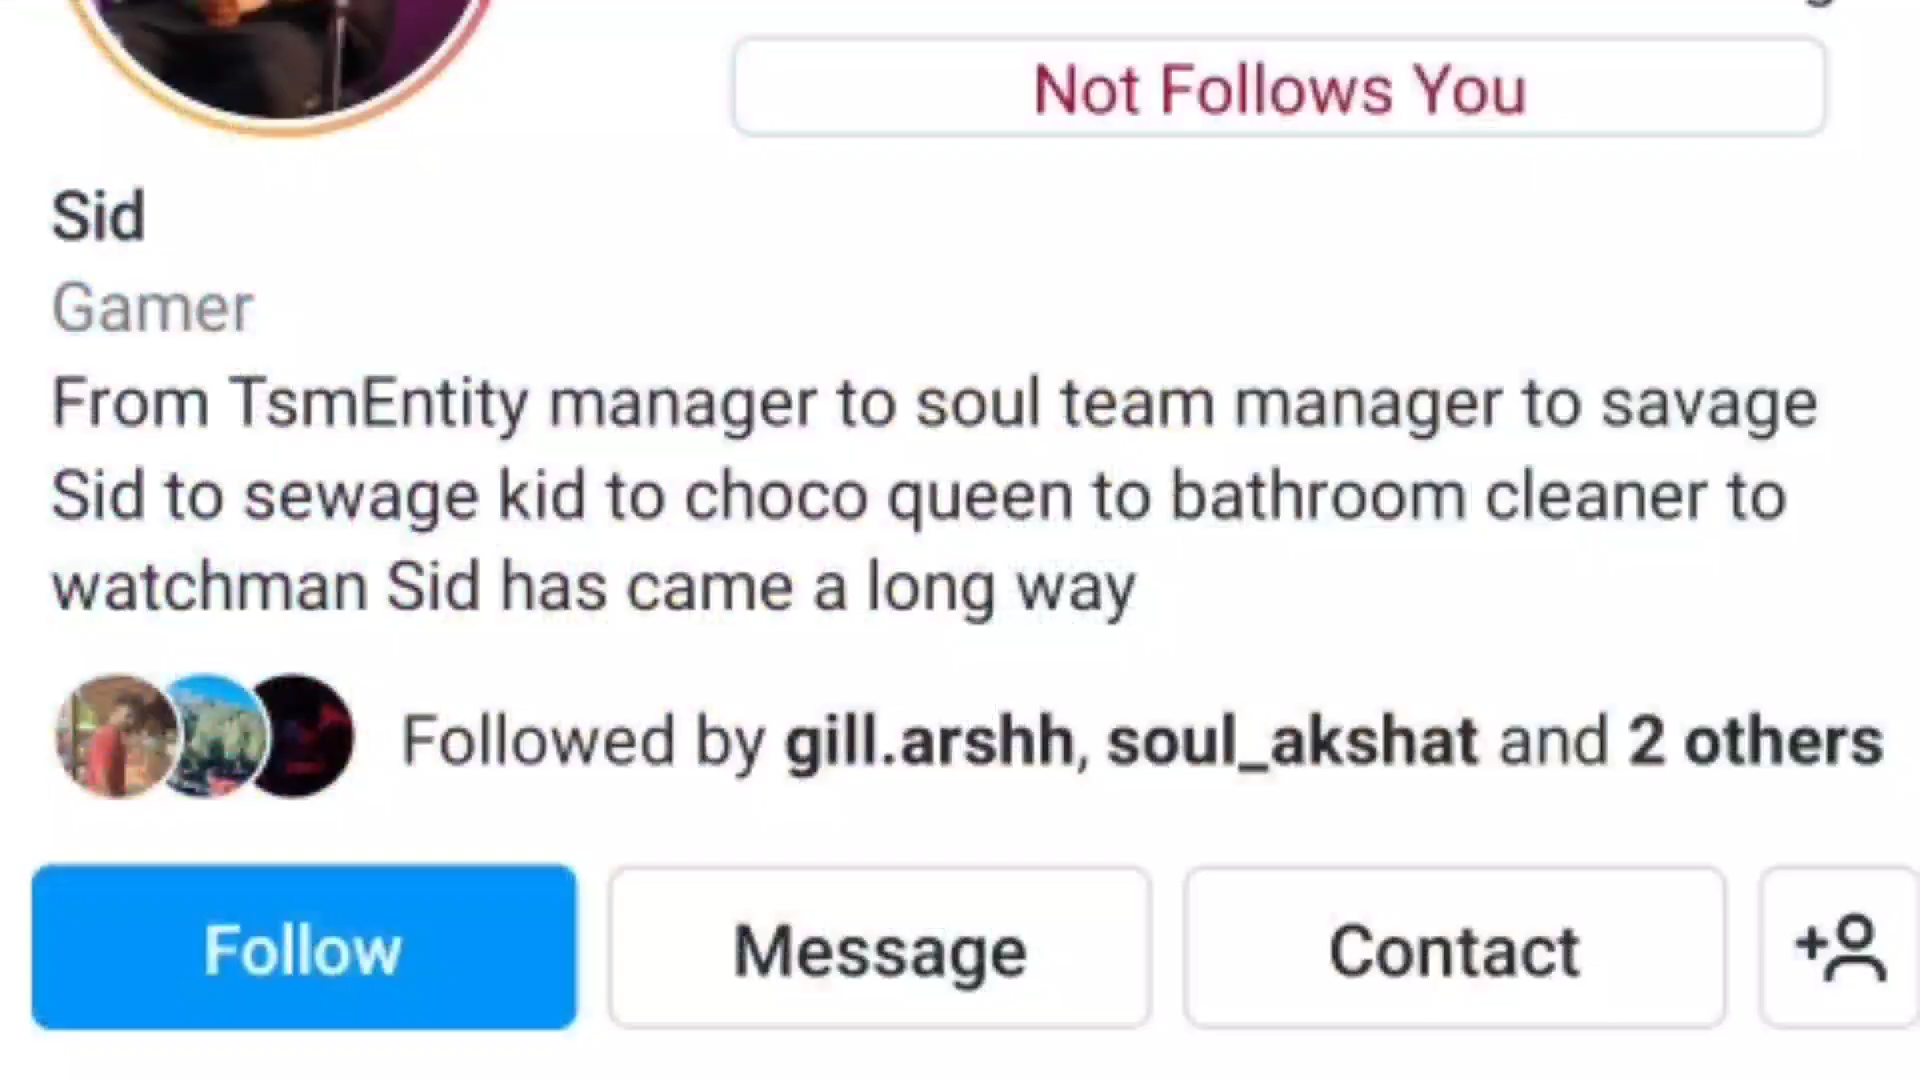 Not Follows You
Sid
Gamer
From TsmEntity manager to soul team manager to savage
Sid to sewage kid to choco queen to bathroom cleaner to
watchman Sid has came a long way
Followed by gill.arshh, soul_akshat and 2 others
Follow Message Contact